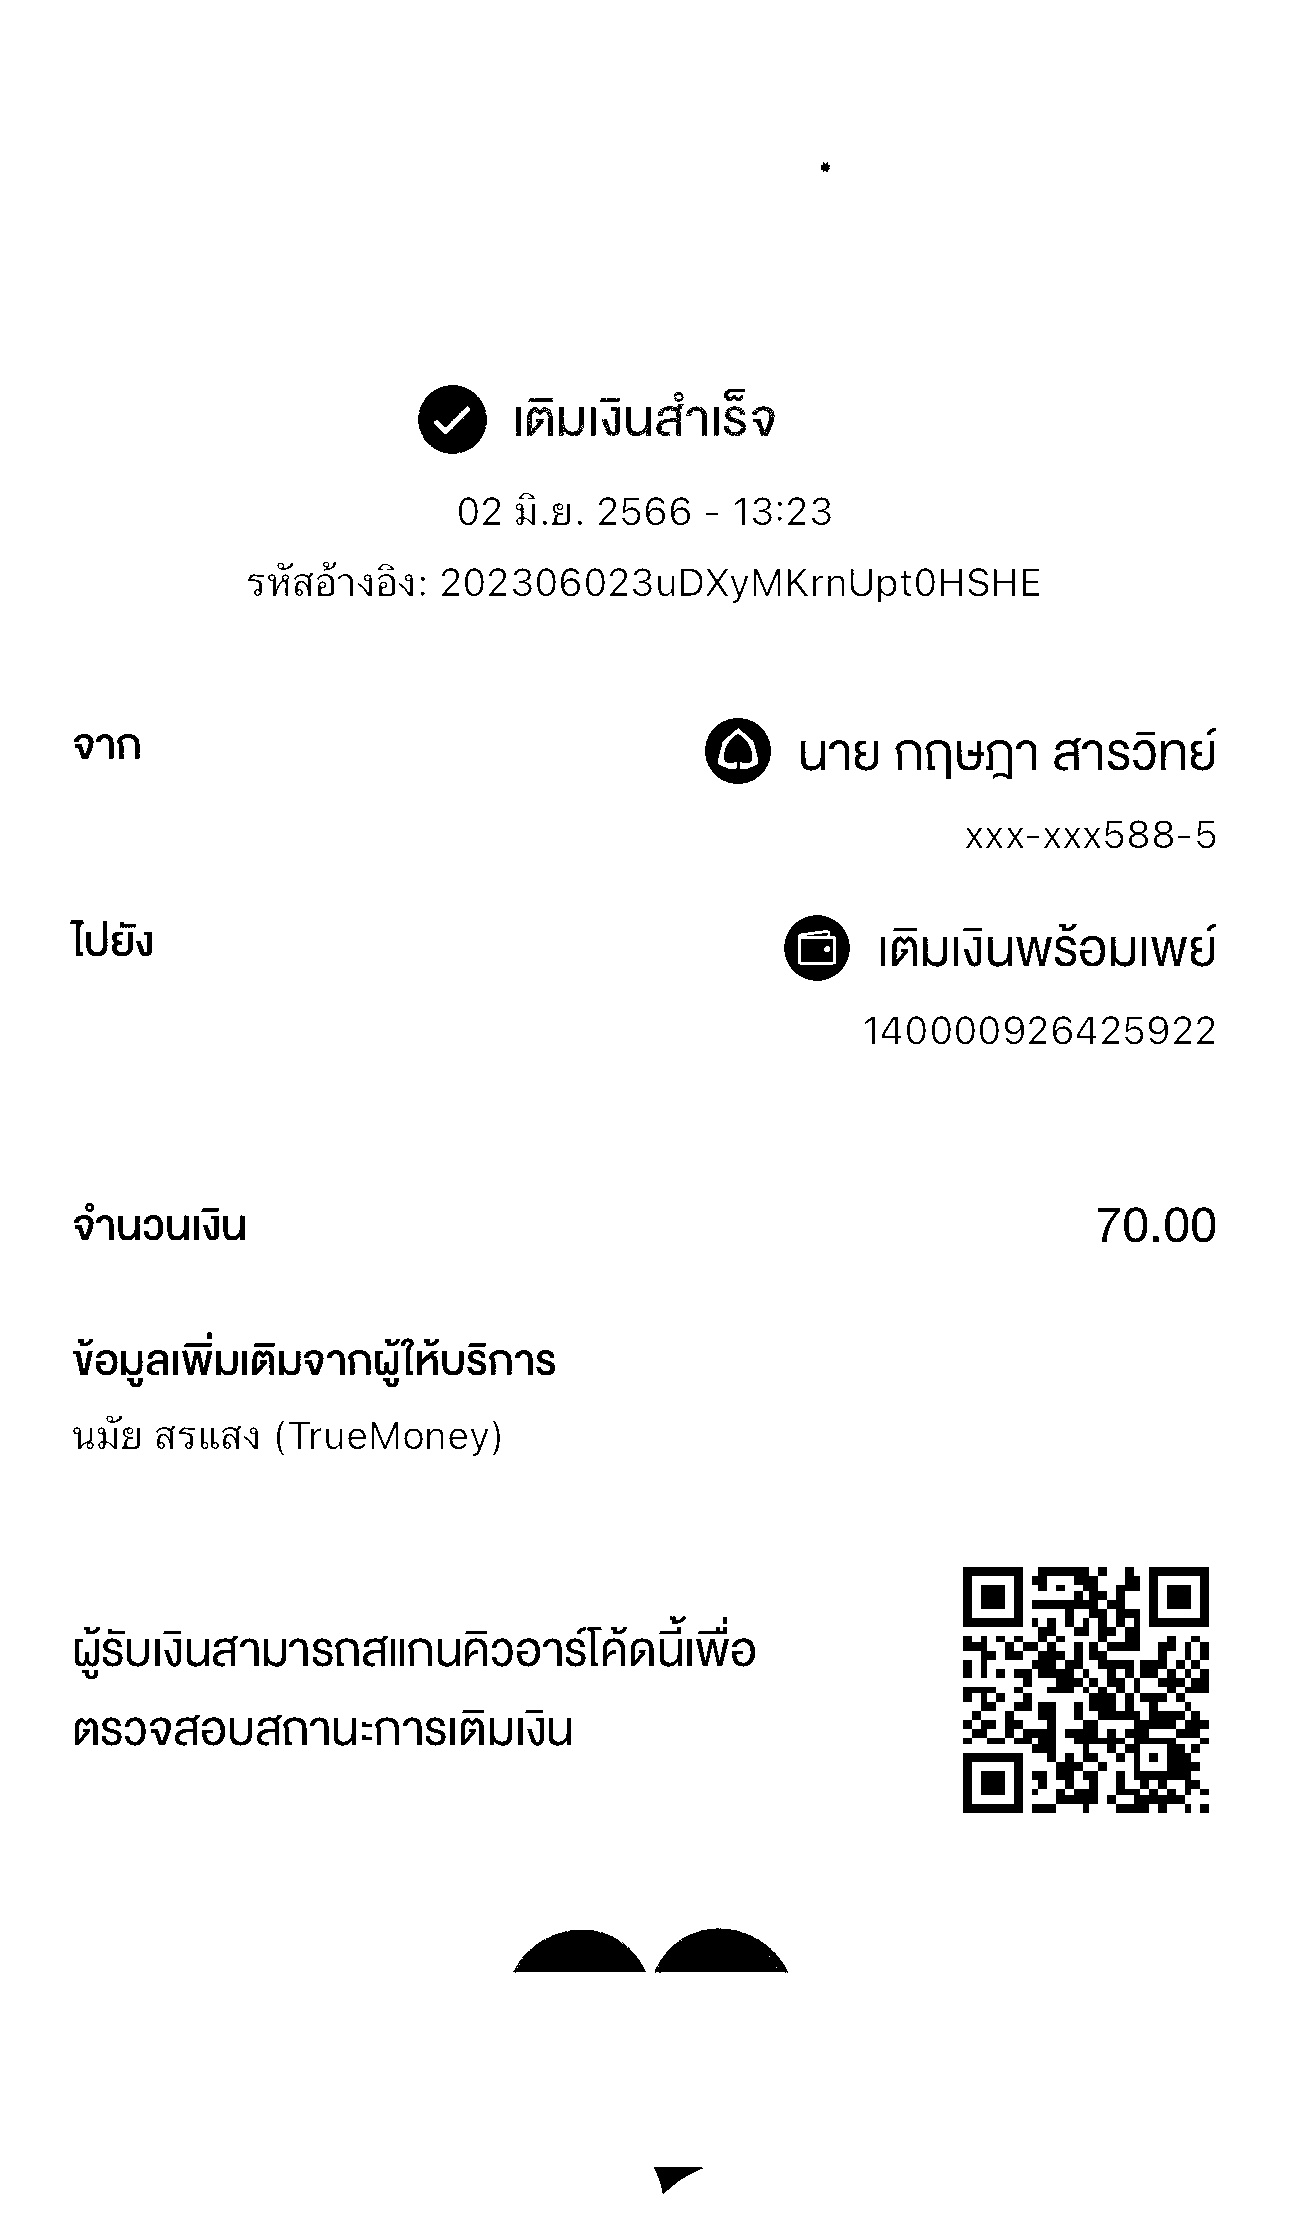 เติมเงินสำเร็จ
02 มิ.ย. 2566 - 13:23
รหัสอ้างอิง: 202306023uDXyMKrnUpt0HSHE
จาก
นาย กฤษฎา สารวิทย์
xxx-xxx588-5
ไปยัง
เติมเงินพร้อมเพย์
140000926425922
จำนวนเงิน
70.00
ข้อมูลเพิ่มเติมจากผู้ให้บริการ
นมัย สรแสง (TrueMoney)
ผู้รับเงินสามารถสแกนคิวอาร์โค้ดนี้เพื่อ
ตรวจสอบสถานะการเติมเงิน